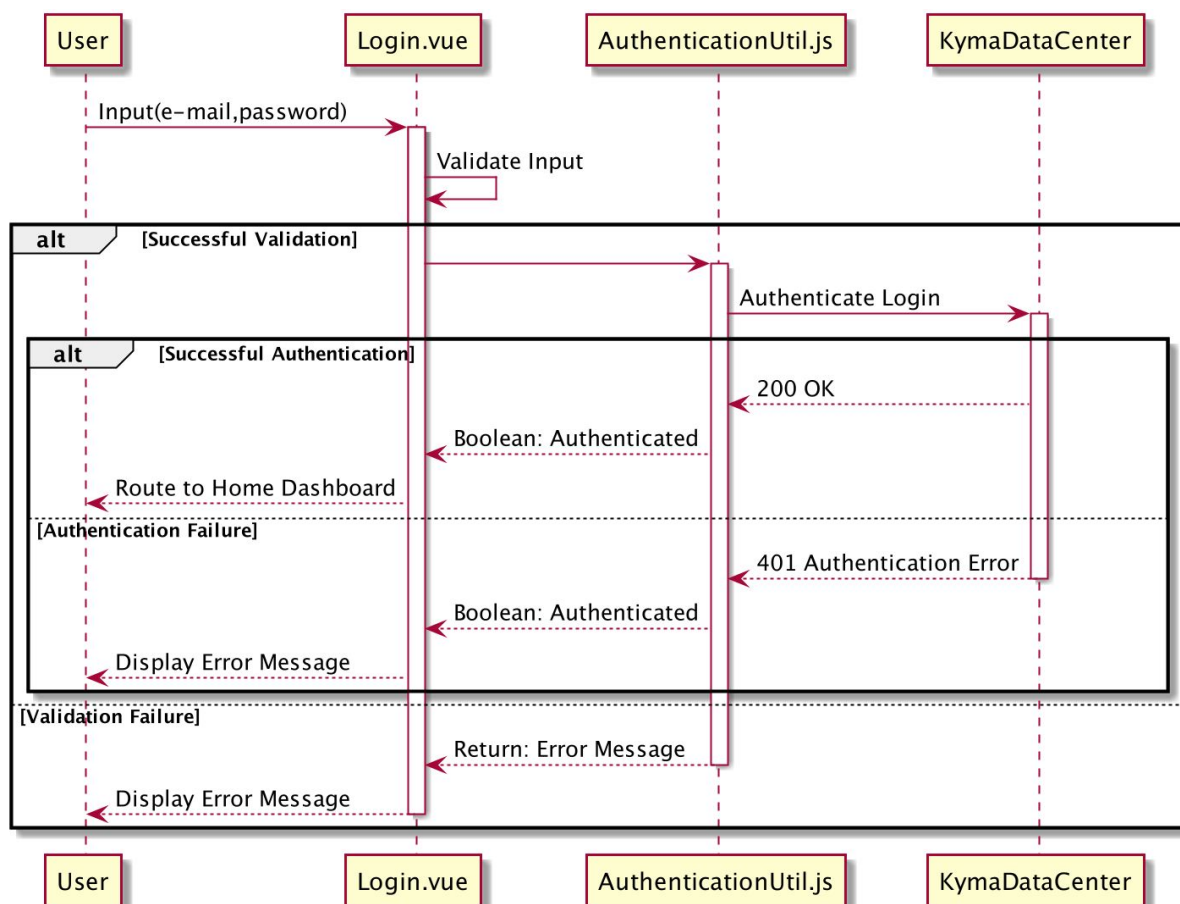 User
Login.vue
AuthenticationUtil.js
KymaDataCenter
Input(e-mail,password)
Validate Input
alt
[Successful Validation]
Authenticate Login
alt
[Successful Authentication]
200 OK
Boolean: Authenticated
Route to Home Dashboard
[Authentication Failure]
401 Authentication Error
Boolean: Authenticated
Display Error Message
[Validation Failure]
Return: Error Message
Display Error Message
User
Login.vue
AuthenticationUtil.js
KymaDataCenter